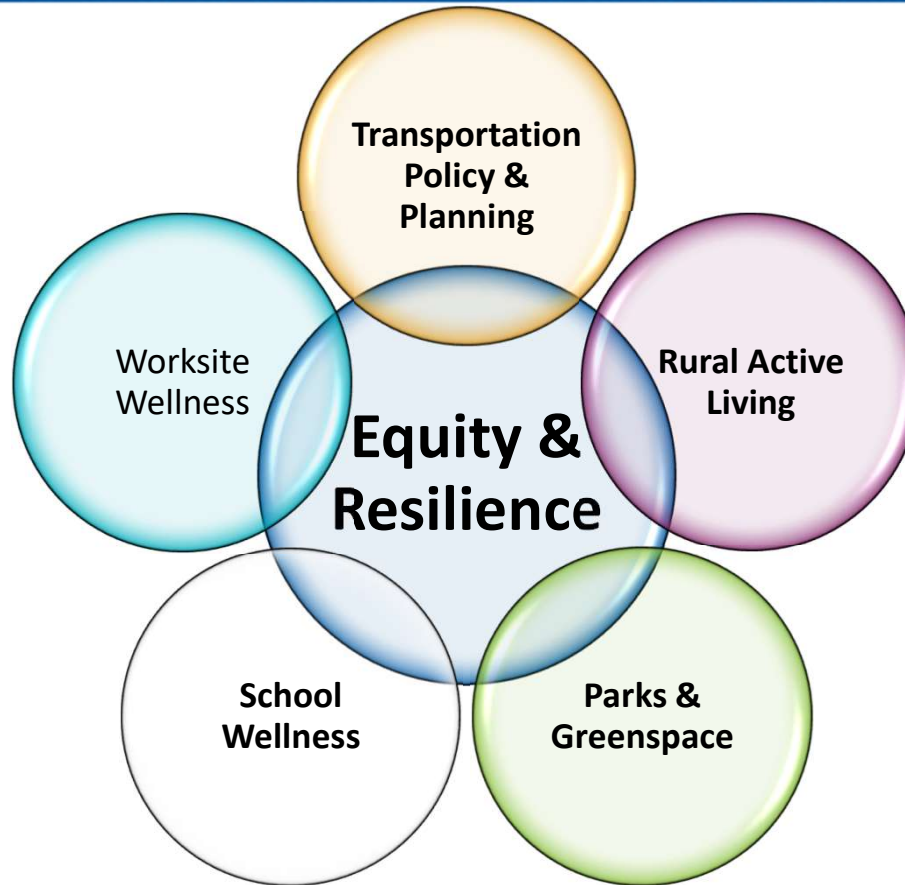 Transportation
Policy &
Planning
Worksite
Wellness
Rural Active
Living
Equity &
Resilience
School
Wellness
Parks &
Greenspace